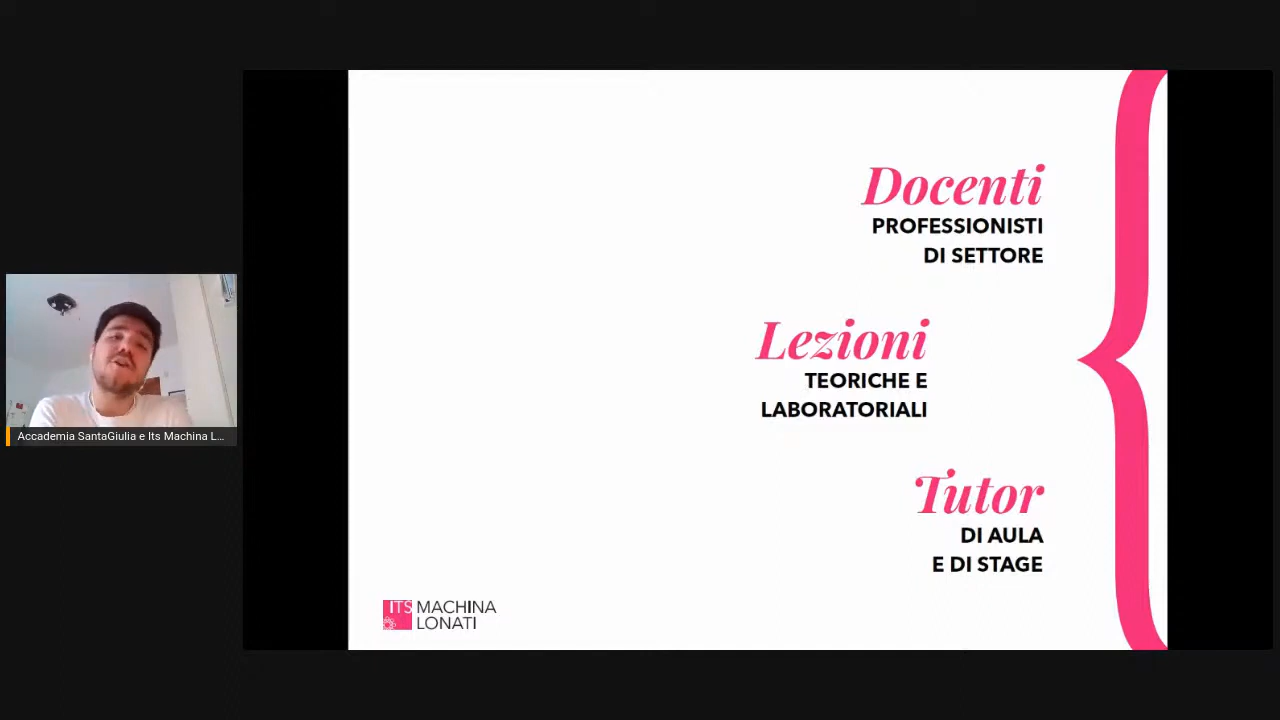 Accademia SantaGiulia e Its Machina L...
Docenti
PROFESSIONISTI
DI SETTORE
Lezioni
TEORICHE E
LABORATORIALI
Tutor
DI AULA
E DI STAGE
ITS MACHINA
LONATI